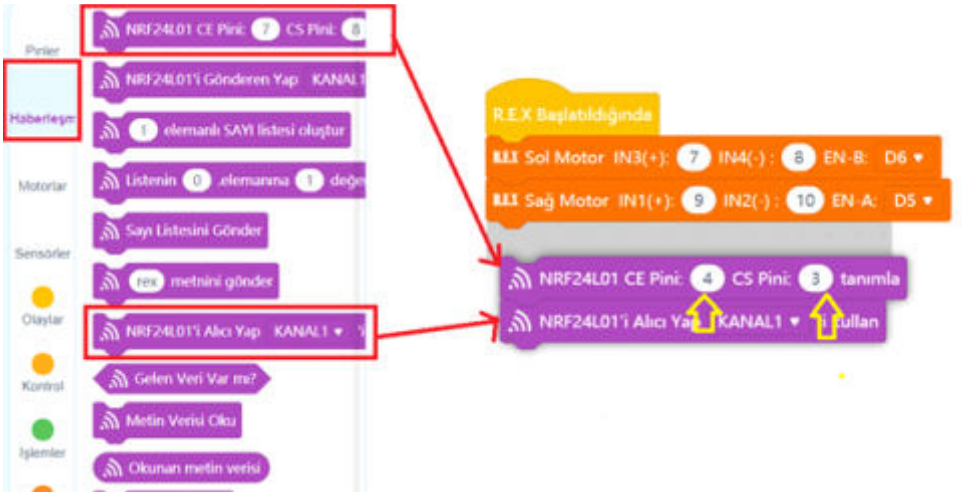 Pinler
Haberleşm
Motorlar
Sensörler
Olaylar
Kontrol
İşlemler
NRF24L01 CE Pini: 7 CS Pini: 8
NRF24L01'i Gönderen Yap KANAL1
1 elemanlı SAYI listesi oluştur
Listenin 0 .elemanına 1 değe
Sayı Listesini Gönder
rex metnini gönder
NRF24L01'i Alıcı Yap KANAL1
Gelen Veri Var mı?
Metin Verisi Oku
Okunan metin verisi
R.E.X Başlatıldığında
R.E.X Sol Motor IN3(+): 7 IN4(-) : 8 EN-B: D6
R.E.X Sağ Motor IN1(+): 9 IN2(-) : 10 EN-A: D5
NRF24L01 CE Pini: 4 CS Pini: 3 tanımla
NRF24L01'i Alıcı Yap KANAL1 kullan